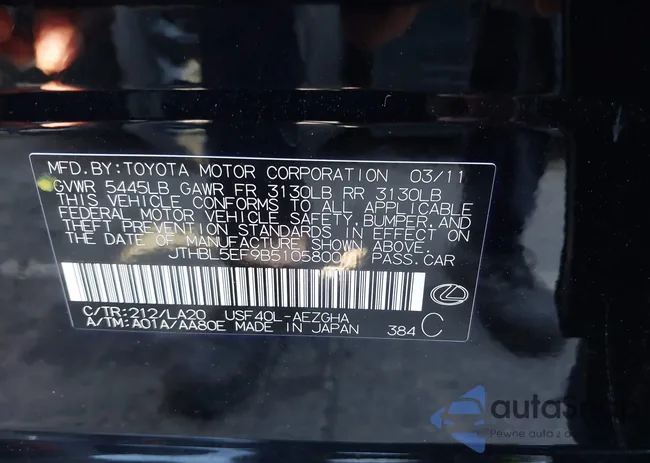 MFD.BY:TOYOTA MOTOR CORPORATION 03/11
GVWR 5445LB GAWR FR 3130LB RR 3130LB
THIS VEHICLE CONFORMS TO ALL APPLICABLE
FEDERAL MOTOR VEHICLE SAFETY,BUMPER,AND
THEFT PREVENTION STANDARDS IN EFFECT ON
THE DATE OF MANUFACTURE SHOWN ABOVE.
JTHBL5EF9B5105800 PASS.CAR
C/TR:212/LA20 USF40L-AEZGHA
A/TM:A01A/AA80E MADE IN JAPAN 384 C
Pewne auta z